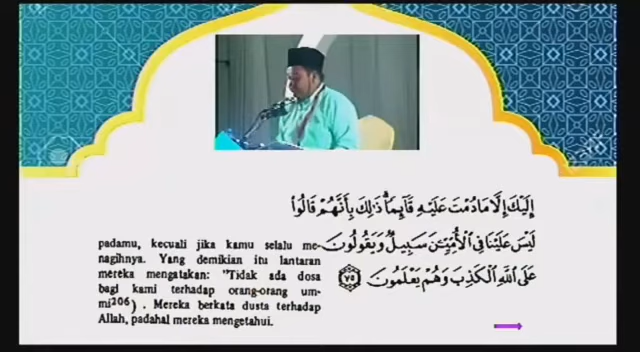 إِلَيْكَ إِلَّا مَا دُمْتَ عَلَيْهِ قَآئِمًا ذَٰلِكَ بِأَنَّهُمْ قَالُوا۟
لَيْسَ عَلَيْنَا فِى ٱلْأُمِّيِّـۧنَ سَبِيلٌ وَيَقُولُونَ
عَلَى ٱللَّهِ ٱلْكَذِبَ وَهُمْ يَعْلَمُونَ ٧٥
padamu, kecuali jika kamu selalu me-
nagihnya. Yang demikian itu lantaran
mereka mengatakan: "Tidak ada dosa
bagi kami terhadap orang-orang um-
mi206). Mereka berkata dusta terhadap
Allah, padahal mereka mengetahui.